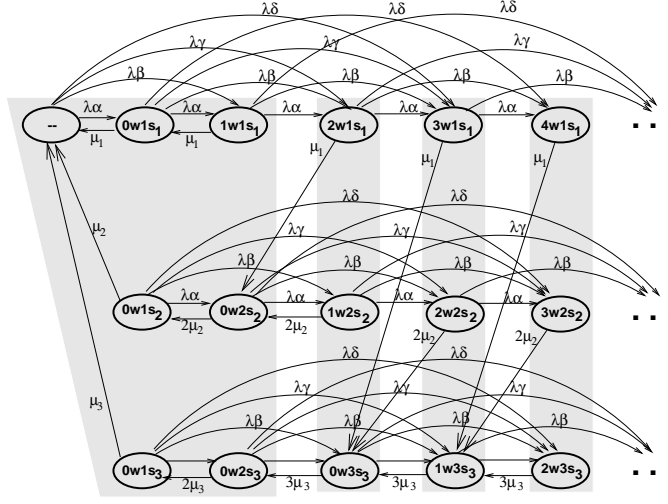 λδ λδ λδ
λγ λγ λγ
λβ λβ λβ λβ λβ
λα λα λα λα λα
-- 0w1s1 1w1s1 2w1s1 3w1s1 4w1s1 ..
μ1 μ1
μ1 μ1 μ1
λδ λδ
λγ λγ λγ
μ2
λβ λβ λβ λβ
λα λα λα λα
0w1s2 0w2s2 1w2s2 2w2s2 3w2s2 ..
2μ2 2μ2
2μ2 2μ2
λδ λδ
λγ λγ λγ
μ3
λβ λβ λβ λβ
0w1s3 0w2s3 0w3s3 1w3s3 2w3s3 ..
2μ3 3μ3 3μ3 3μ3